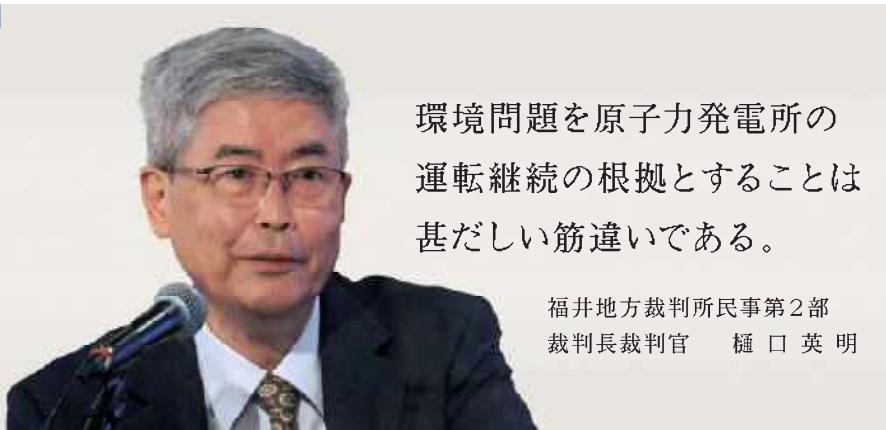 環境問題を原子力発電所の
運転継続の根拠とすることは
甚だしい筋違いである。
福井地方裁判所民事第2部
裁判長裁判官 樋口英明